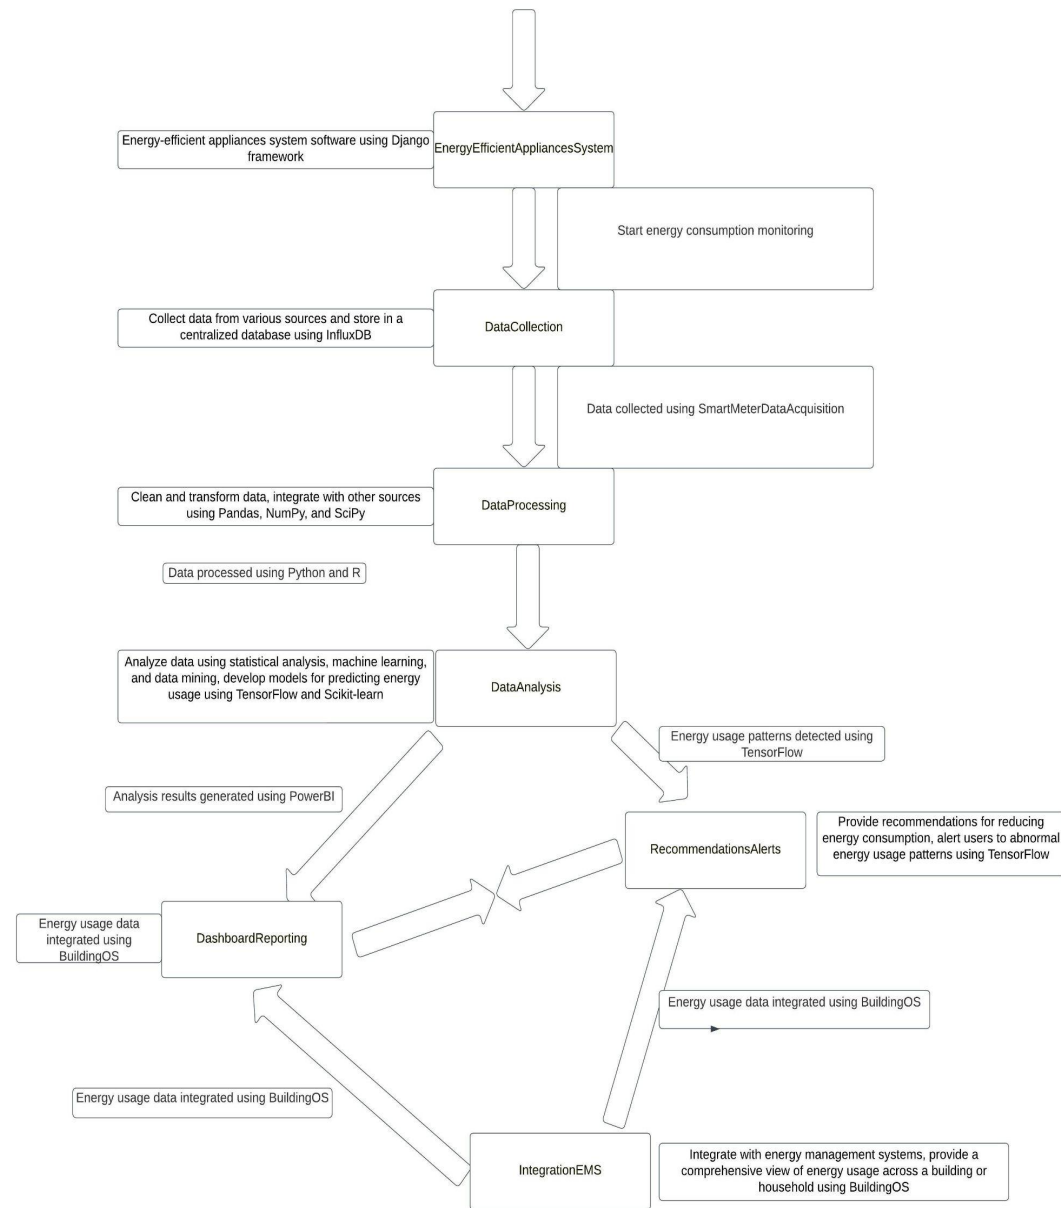 Energy-efficient appliances system software using Django
framework
EnergyEfficientAppliancesSystem
Start energy consumption monitoring
Collect data from various sources and store in a
centralized database using InfluxDB
DataCollection
Data collected using SmartMeterDataAcquisition
Clean and transform data, integrate with other sources
using Pandas, NumPy, and SciPy
DataProcessing
Data processed using Python and R
Analyze data using statistical analysis, machine learning,
and data mining, develop models for predicting energy
usage using TensorFlow and Scikit-learn
DataAnalysis
Energy usage patterns detected using
TensorFlow
Analysis results generated using PowerBI
RecommendationsAlerts
Provide recommendations for reducing
energy consumption, alert users to abnormal
energy usage patterns using TensorFlow
Energy usage data
integrated using
BuildingOS
DashboardReporting
Energy usage data integrated using BuildingOS
Energy usage data integrated using BuildingOS
IntegrationEMS
Integrate with energy management systems, provide a
comprehensive view of energy usage across a building or
household using BuildingOS